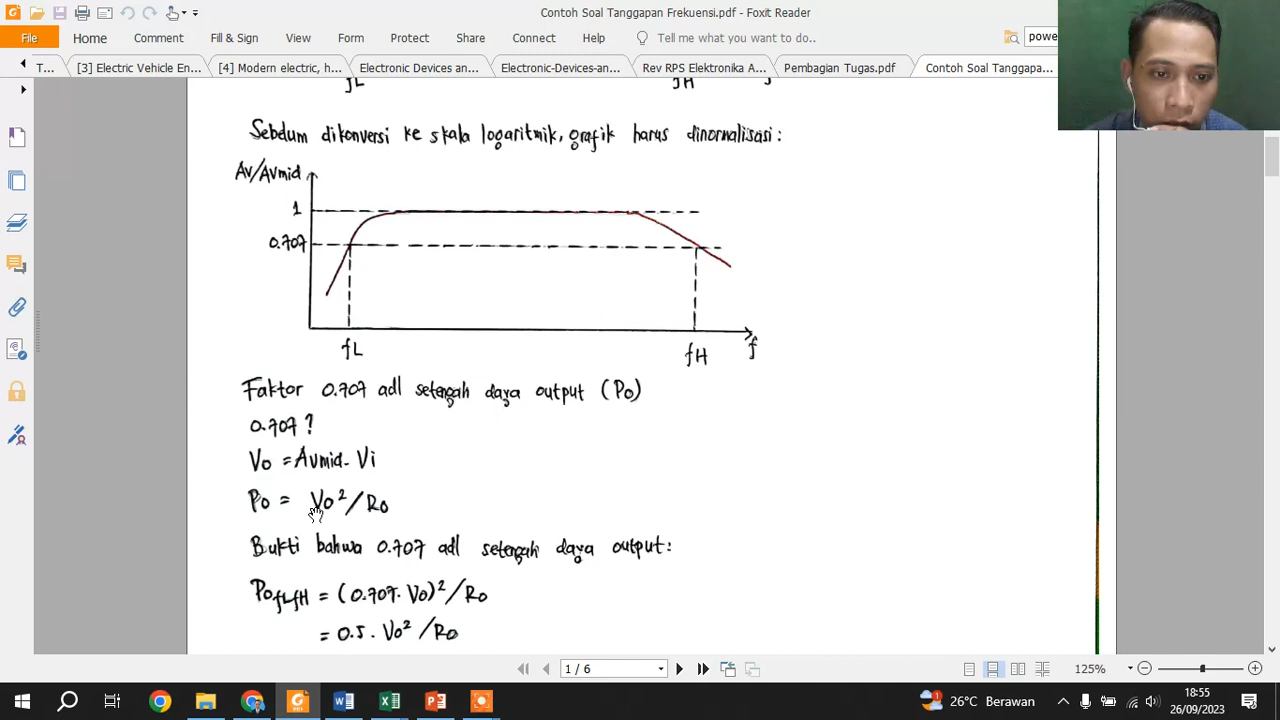 Contoh Soal Tanggapan Frekuensi.pdf - Foxit Reader
File Home Comment Fill & Sign View Form Protect Share Connect Help Tell me what you want to do... powe
T... [3] Electric Vehicle En... [4] Modern electric, h... Electronic Devices an... Electronic-Devices-an... Rev RPS Elektronika A... Pembagian Tugas.pdf Contoh Soal Tanggapa...
fL fH
Sebelum dikonversi ke skala logaritmik, grafik harus dinormalisasi:
Av/Avmid
1
0.707
fL fH f
Faktor 0.707 adl setengah daya output (Po)
0.707 ?
Vo = Avmid. Vi
Po = Vo²/Ro
Bukti bahwa 0.707 adl setengah daya output:
PofLfH = (0.707. Vo)²/Ro
= 0.5. Vo²/Ro
1 / 6 125%
26°C Berawan 18:55
26/09/2023